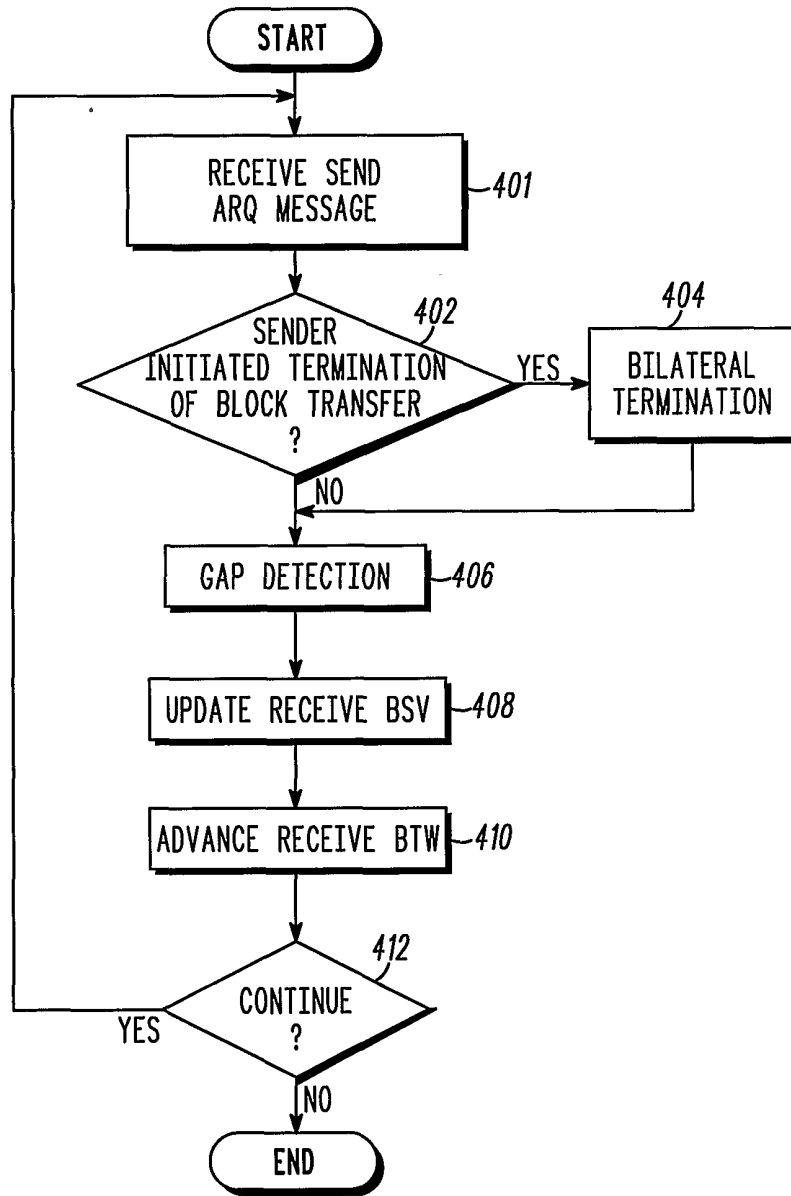 START
RECEIVE SEND
ARQ MESSAGE
401
402
SENDER
INITIATED TERMINATION
OF BLOCK TRANSFER
?
YES
404
BILATERAL
TERMINATION
NO
GAP DETECTION
406
UPDATE RECEIVE BSV
408
ADVANCE RECEIVE BTW
410
412
CONTINUE
?
YES
NO
END